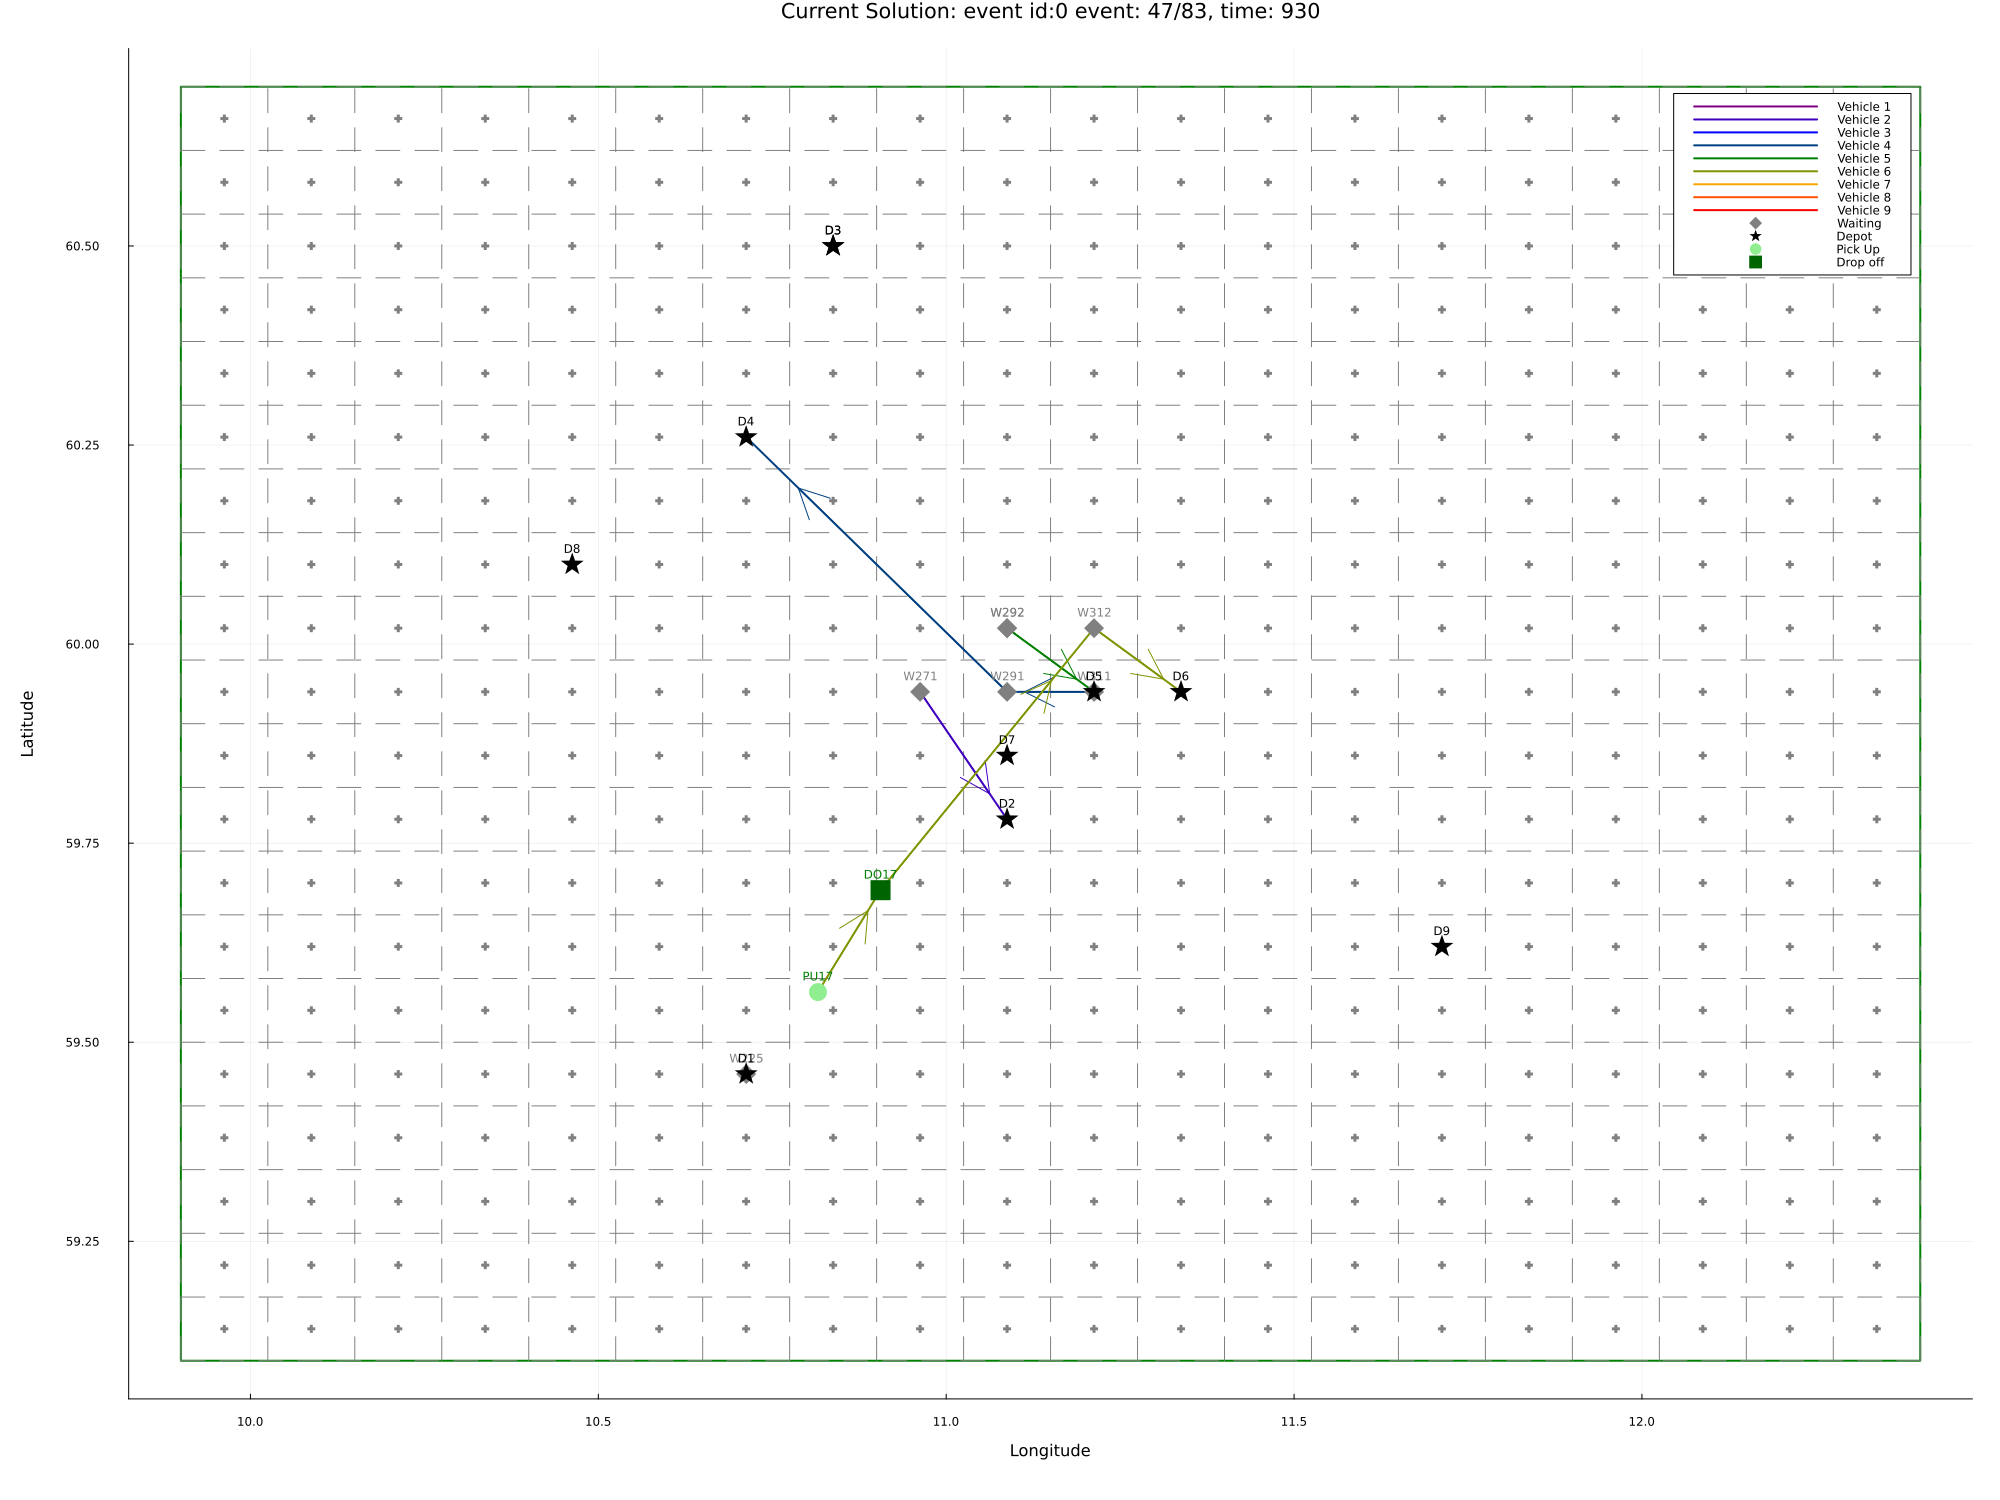 Current Solution: event id:0 event: 47/83, time: 930
Vehicle 1
Vehicle 2
Vehicle 3
Vehicle 4
Vehicle 5
Vehicle 6
Vehicle 7
Vehicle 8
Vehicle 9
Waiting
Depot
Pick Up
Drop off
D3
60.50
D4
60.25
D8
W292
W312
60.00
W271
W291
D5
D6
D7
Latitude
D2
59.75
DO17
D9
PU17
59.50
D1
59.25
10.0
10.5
11.0
11.5
12.0
Longitude